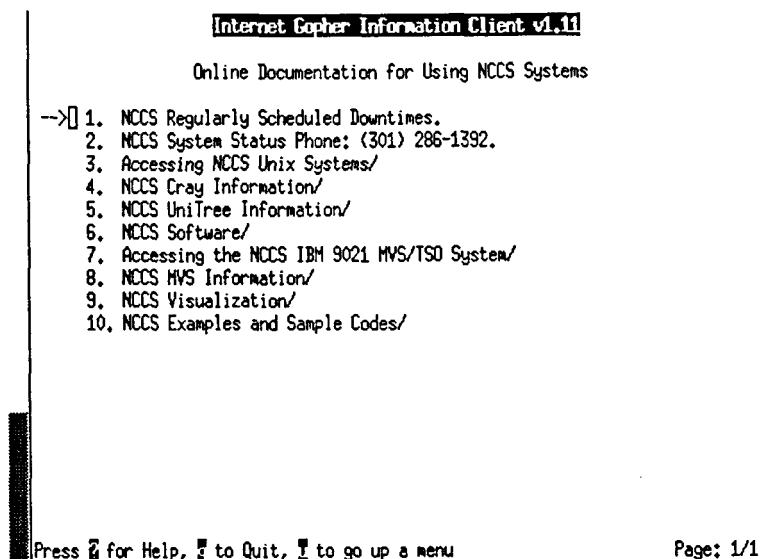 Internet Gopher Information Client v1.11
Online Documentation for Using NCCS Systems
--> 1. NCCS Regularly Scheduled Downtimes.
2. NCCS System Status Phone: (301) 286-1392.
3. Accessing NCCS Unix Systems/
4. NCCS Cray Information/
5. NCCS UniTree Information/
6. NCCS Software/
7. Accessing the NCCS IBM 9021 MVS/TSO System/
8. NCCS MVS Information/
9. NCCS Visualization/
10. NCCS Examples and Sample Codes/
Press for Help, to Quit, to go up a menu
Page: 1/1